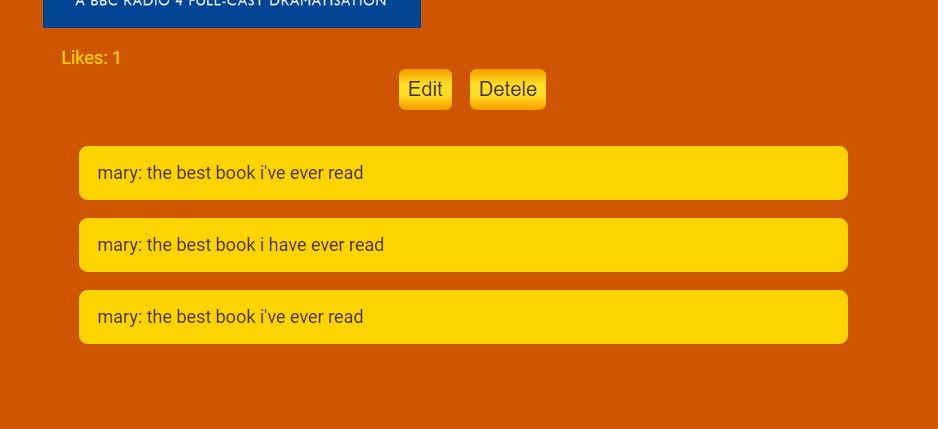 A BBC RADIO 4 FULL-CAST DRAMATISATION
Likes: 1
Edit Detele
mary: the best book i've ever read
mary: the best book i have ever read
mary: the best book i've ever read